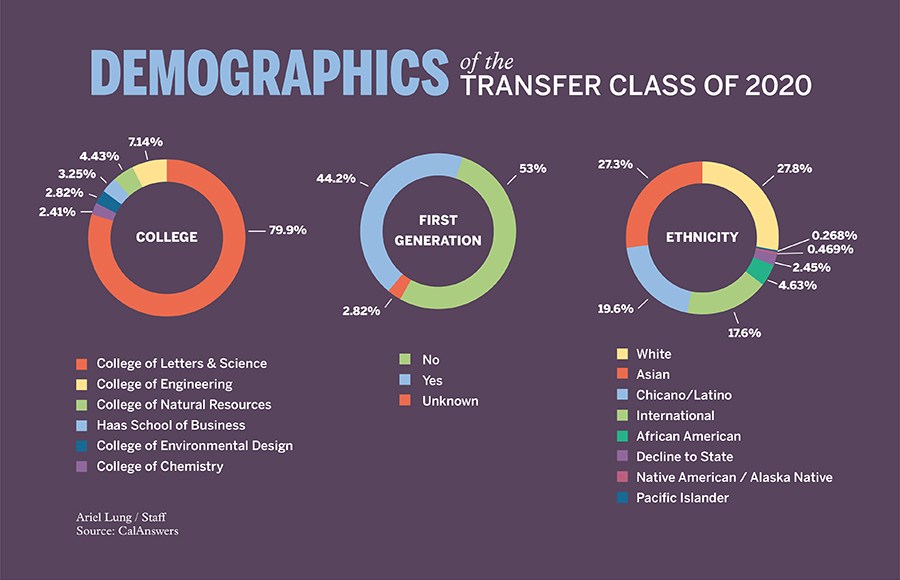 DEMOGRAPHICS of the
TRANSFER CLASS OF 2020
7.14%
4.43%
3.25%
2.82%
2.41%
79.9%
COLLEGE
College of Letters & Science
College of Engineering
College of Natural Resources
Haas School of Business
College of Environmental Design
College of Chemistry
44.2%
53%
2.82%
FIRST
GENERATION
No
Yes
Unknown
27.3%
27.8%
0.268%
0.469%
2.45%
4.63%
17.6%
19.6%
ETHNICITY
White
Asian
Chicano/Latino
International
African American
Decline to State
Native American / Alaska Native
Pacific Islander
Ariel Lung / Staff
Source: CalAnswers